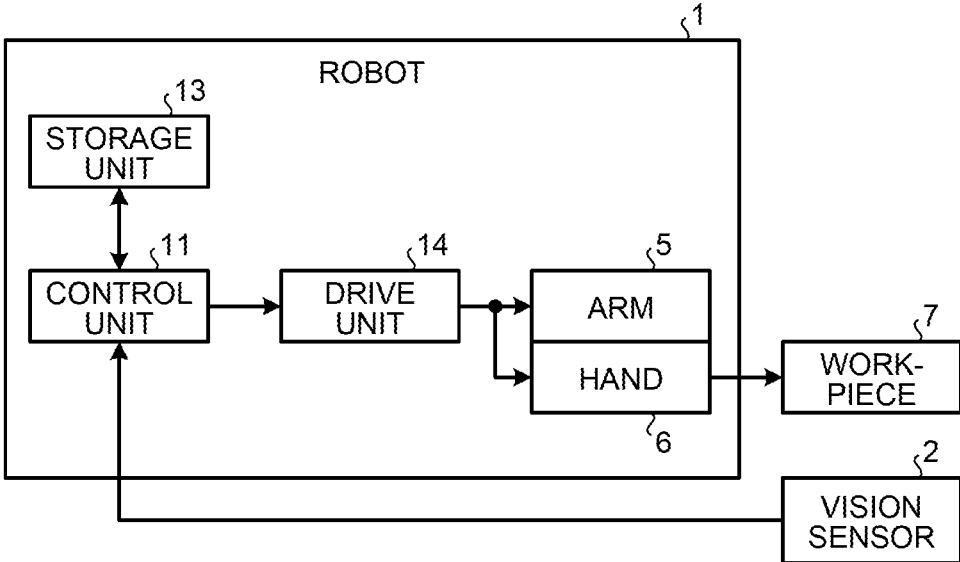 1
ROBOT
13
STORAGE
UNIT
11
CONTROL
UNIT
14
DRIVE
UNIT
5
ARM
HAND
6
7
WORK-
PIECE
2
VISION
SENSOR